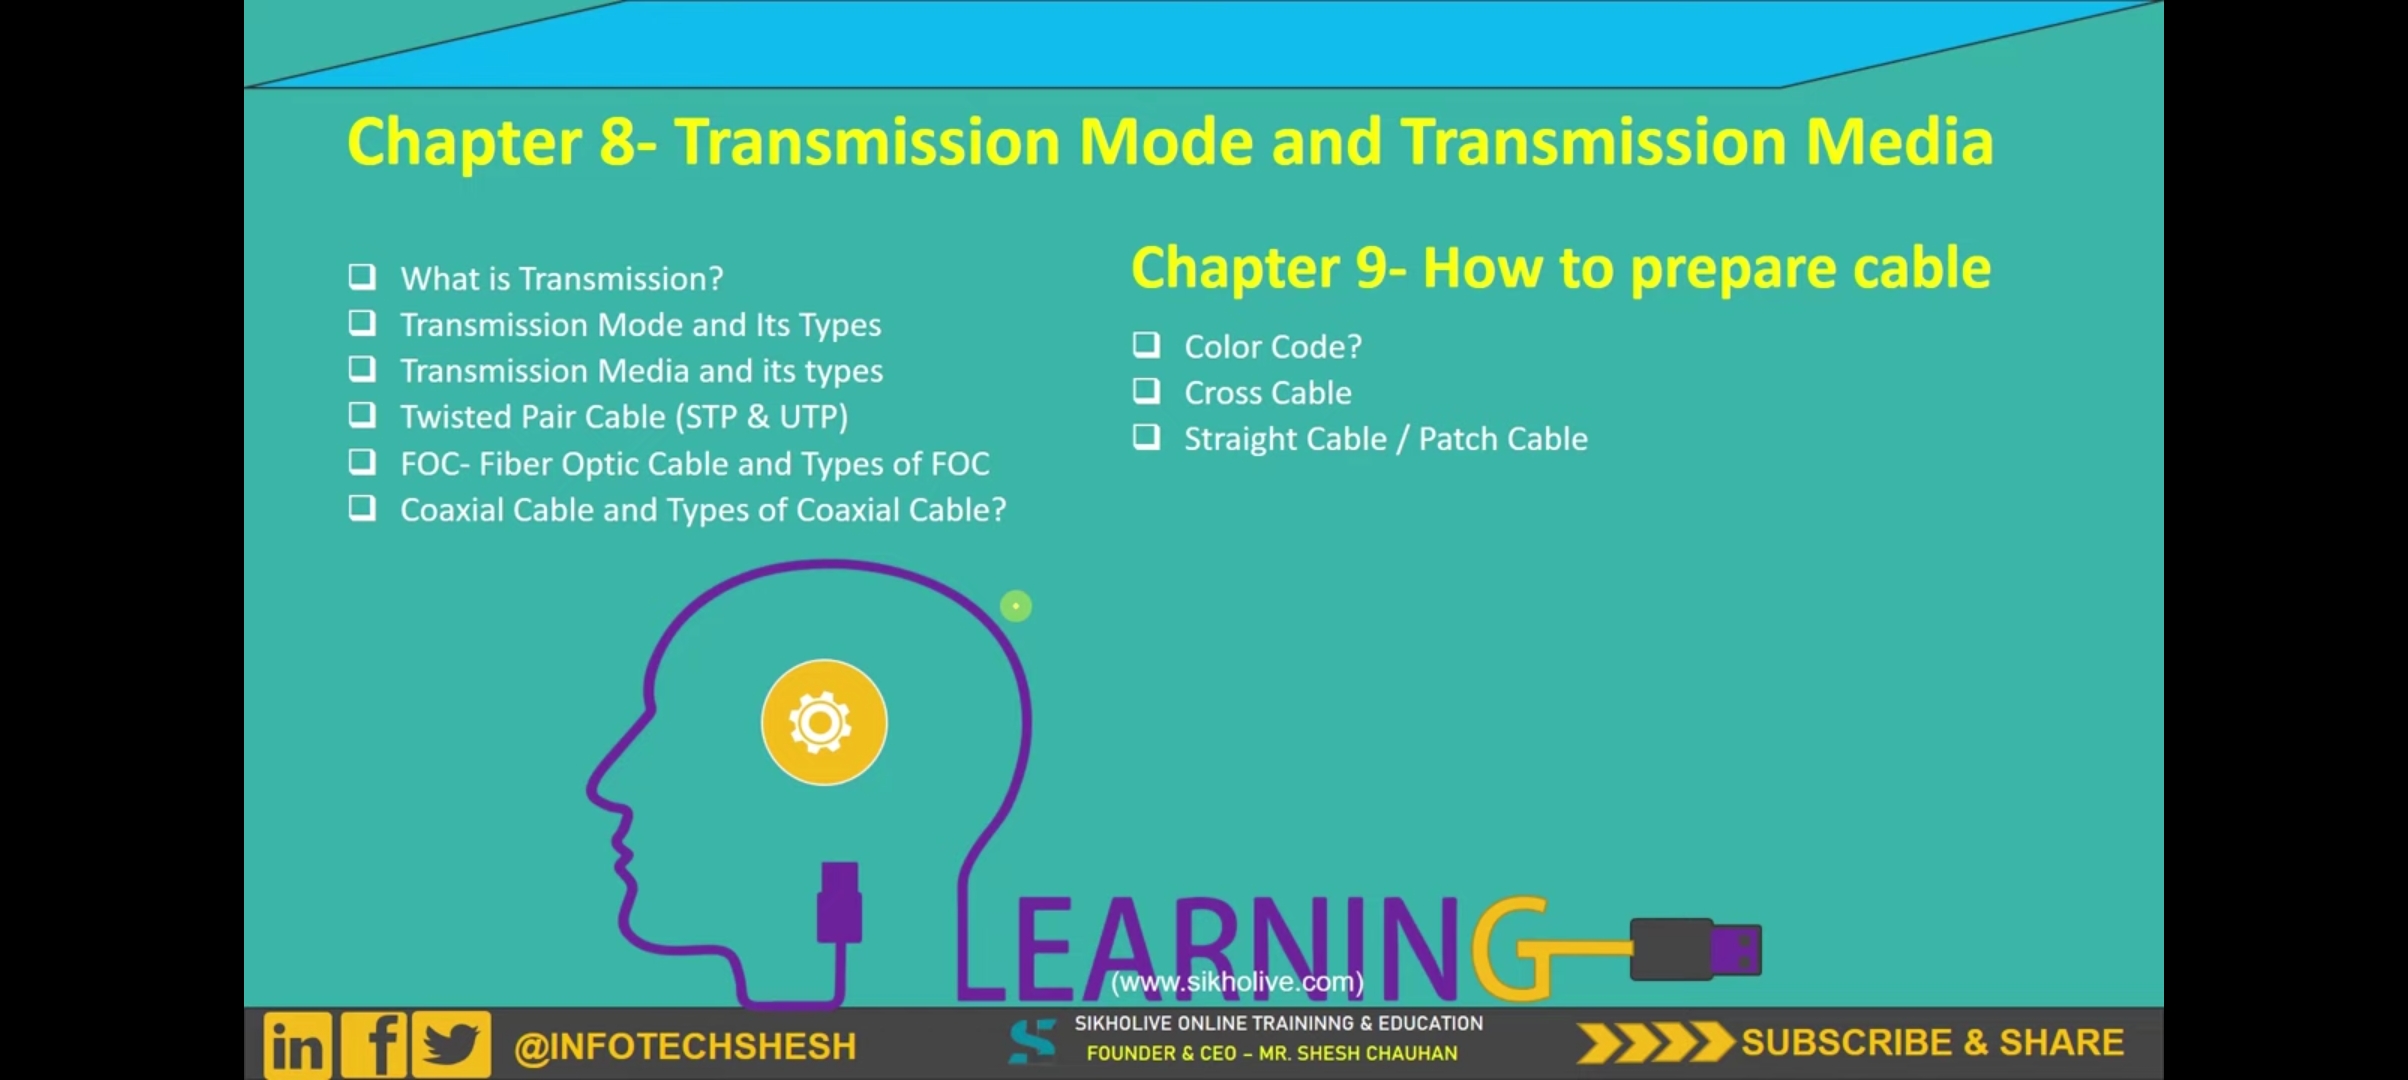 Chapter 8- Transmission Mode and Transmission Media
What is Transmission?
Transmission Mode and Its Types
Transmission Media and its types
Twisted Pair Cable (STP & UTP)
FOC- Fiber Optic Cable and Types of FOC
Coaxial Cable and Types of Coaxial Cable?
Chapter 9- How to prepare cable
Color Code?
Cross Cable
Straight Cable / Patch Cable
LEARNING
(www.sikholive.com)
in f @INFOTECHSHESH
SIKHOLIVE ONLINE TRAININNG & EDUCATION
FOUNDER & CEO – MR. SHESH CHAUHAN
SUBSCRIBE & SHARE